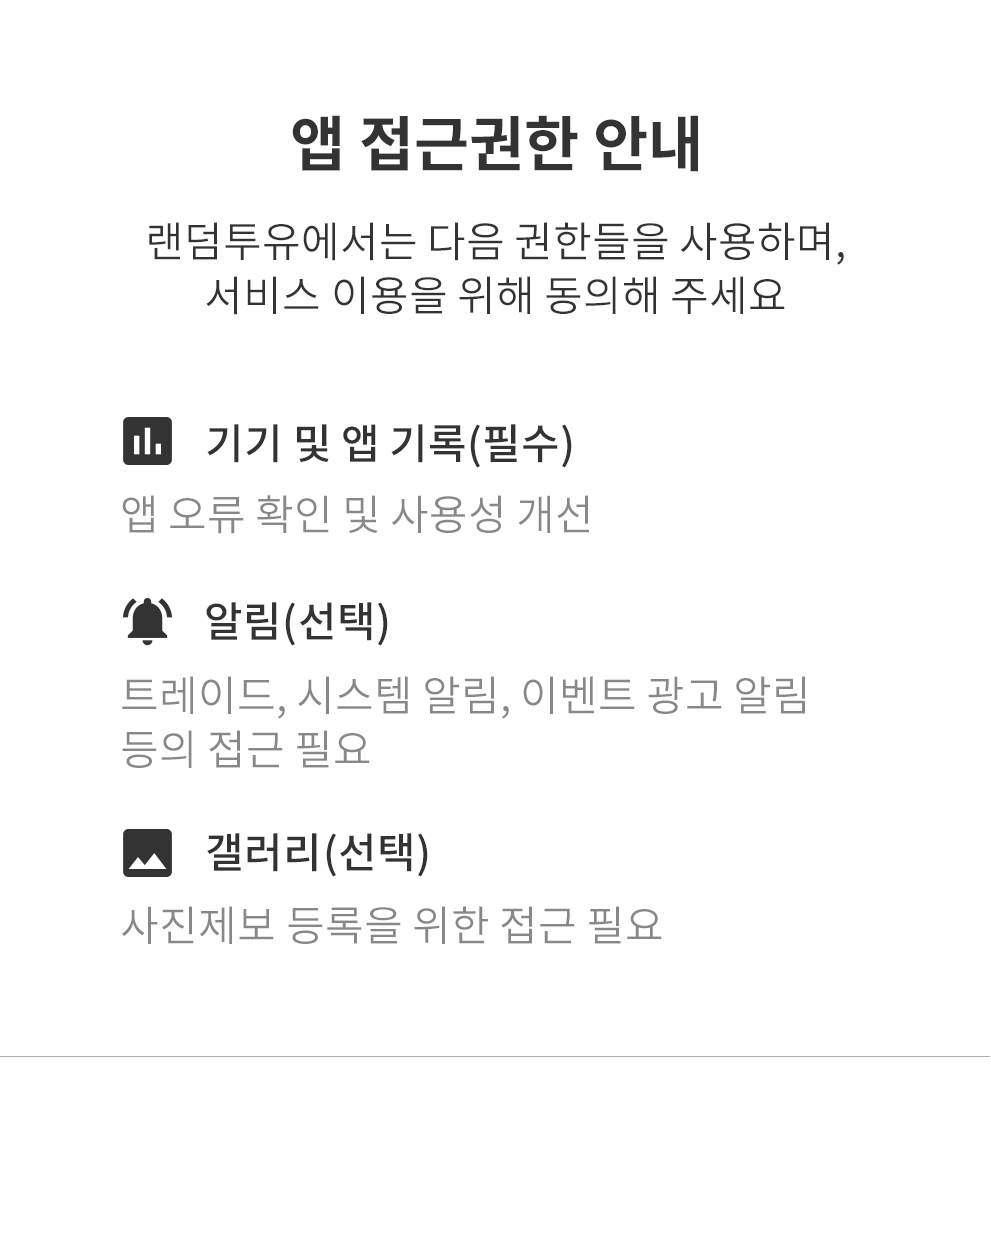 앱 접근권한 안내
랜덤투유에서는 다음 권한들을 사용하며,
서비스 이용을 위해 동의해 주세요
기기 및 앱 기록(필수)
앱 오류 확인 및 사용성 개선
알림(선택)
트레이드, 시스템 알림, 이벤트 광고 알림
등의 접근 필요
갤러리(선택)
사진제보 등록을 위한 접근 필요